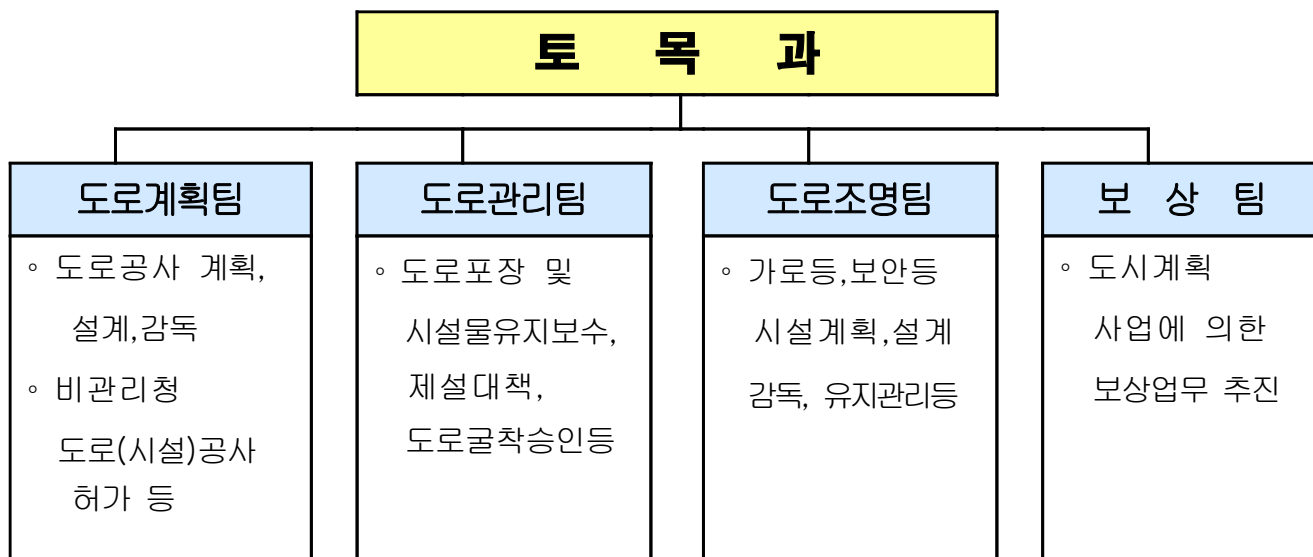 토 목 과
도로계획팀
◦ 도로공사 계획,
설계,감독
◦ 비관리청
도로(시설)공사
허가 등
도로관리팀
◦ 도로포장 및
시설물유지보수,
제설대책,
도로굴착승인등
도로조명팀
◦ 가로등,보안등
시설계획,설계
감독, 유지관리등
보 상 팀
◦ 도시계획
사업에 의한
보상업무 추진